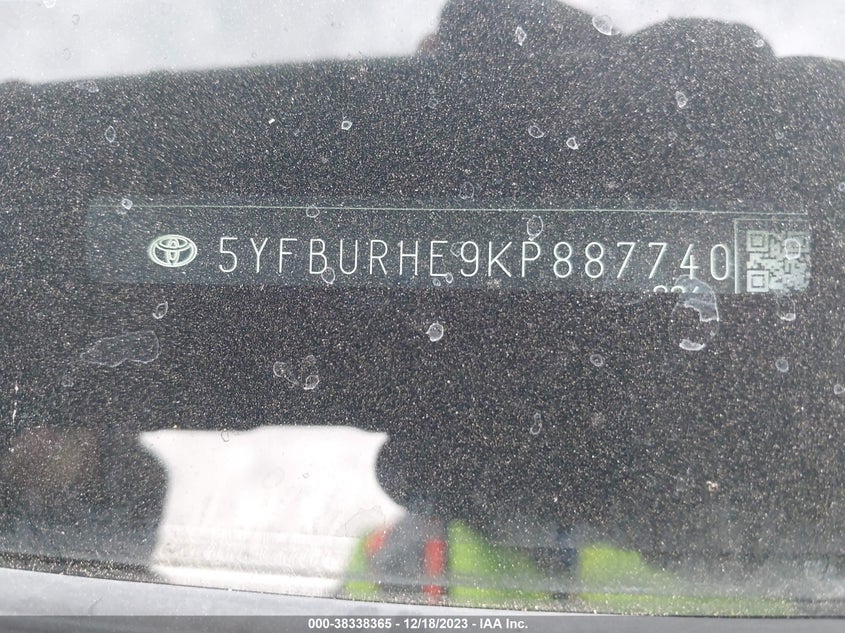 5YFBURHE9KP887740
000-38338365 - 12/18/2023 - IAA Inc.